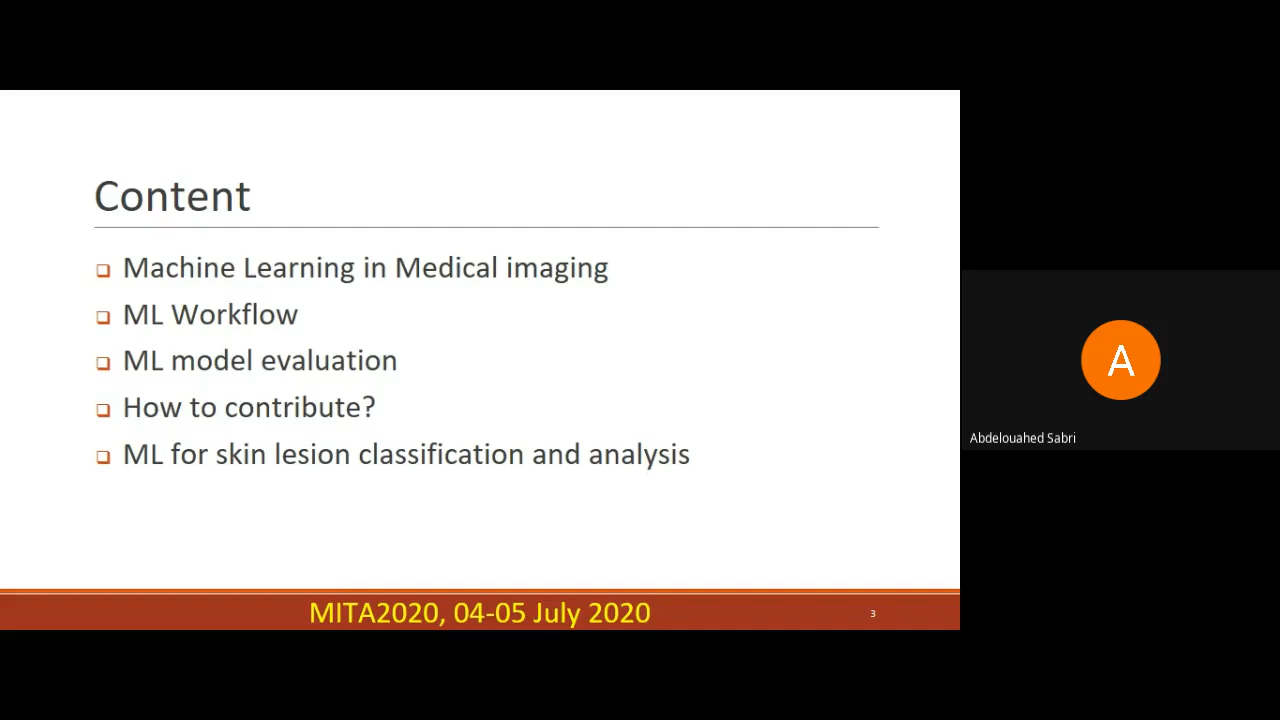 Content
Machine Learning in Medical imaging
ML Workflow
ML model evaluation
How to contribute?
ML for skin lesion classification and analysis
MITA2020, 04-05 July 2020
3
A
Abdelouahed Sabri